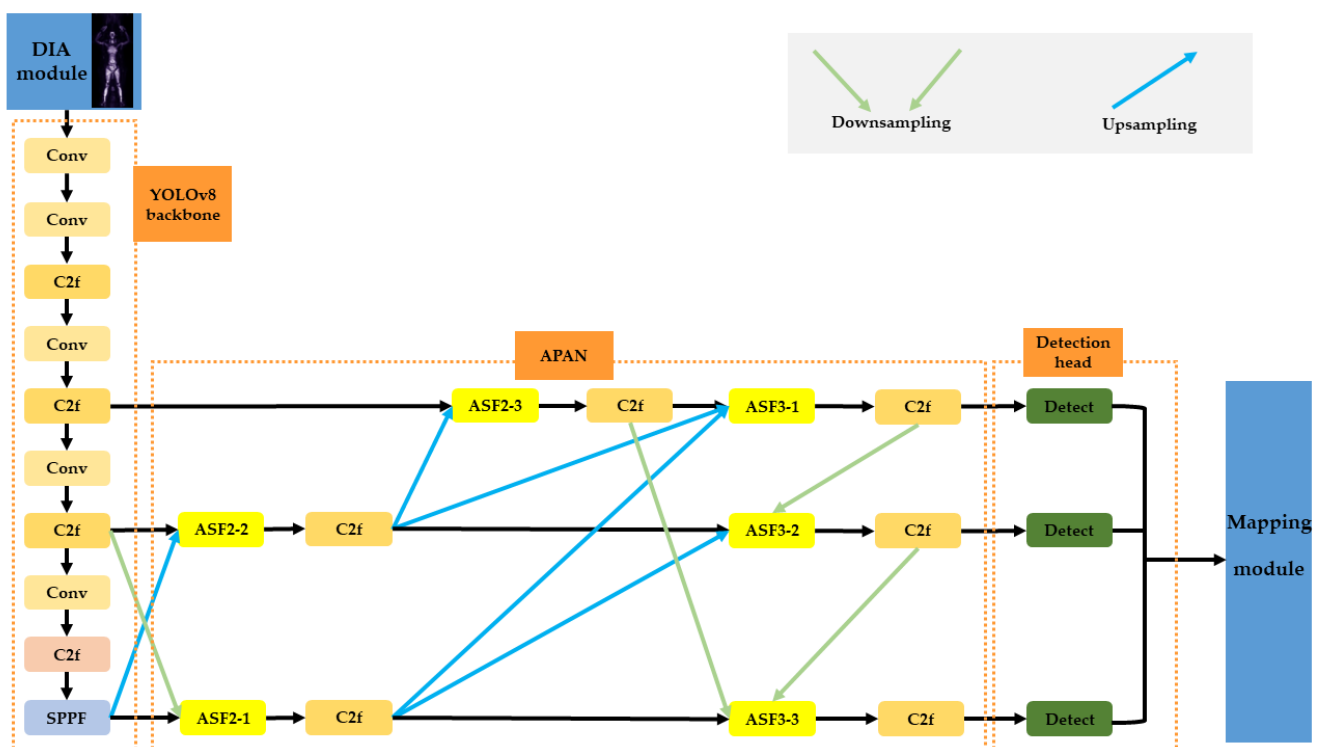 DIA
module
Downsampling
Upsampling
Conv
YOLOv8
backbone
Conv
C2f
Conv
APAN
Detection
head
C2f
ASF2-3
C2f
ASF3-1
C2f
Detect
Conv
C2f
ASF2-2
C2f
ASF3-2
C2f
Detect
Mapping
module
Conv
C2f
SPPF
ASF2-1
C2f
ASF3-3
C2f
Detect